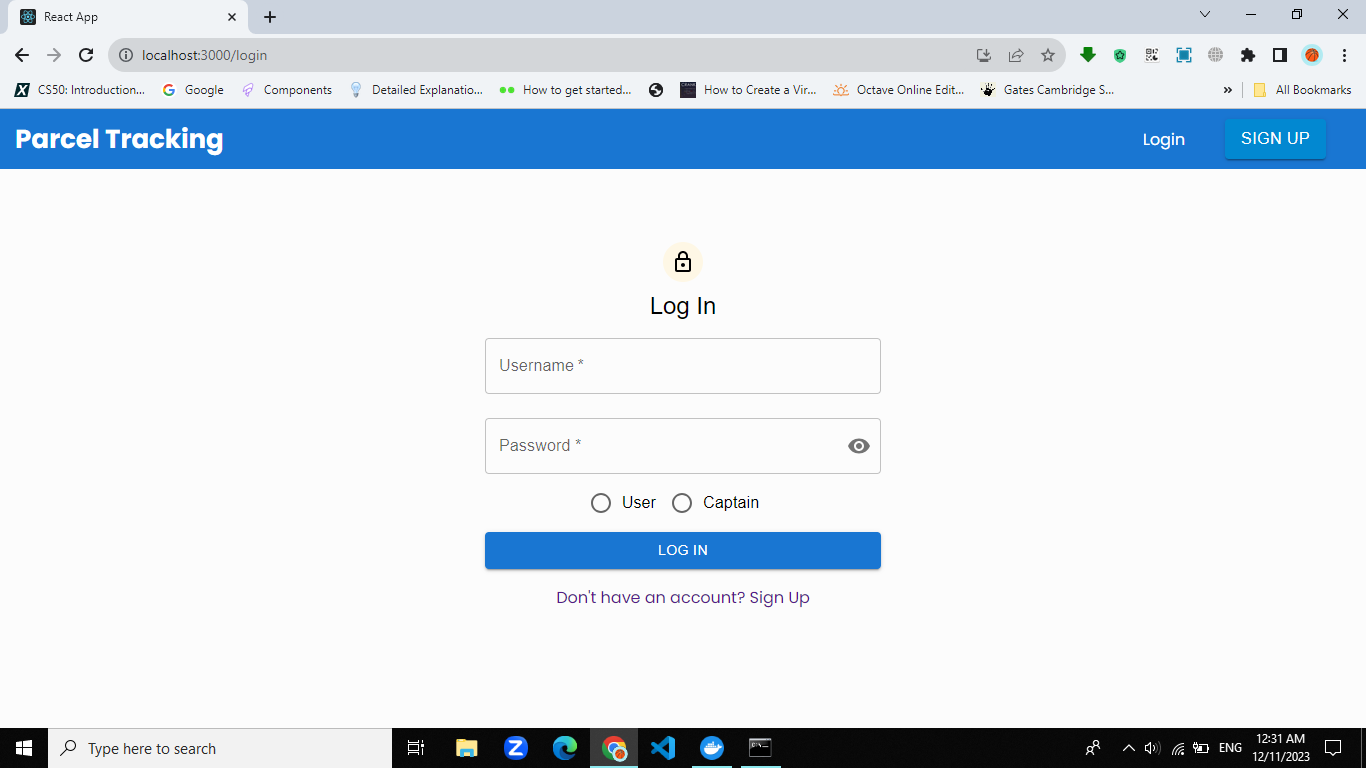 React App
localhost:3000/login
CS50: Introduction...
Google
Components
Detailed Explanatio...
How to get started...
How to Create a Vir...
Octave Online Edit...
Gates Cambridge S...
»
All Bookmarks
Parcel Tracking
Login
SIGN UP
Log In
Username *
Password *
User
Captain
LOG IN
Don't have an account? Sign Up
Type here to search
ENG
12:31 AM
12/11/2023